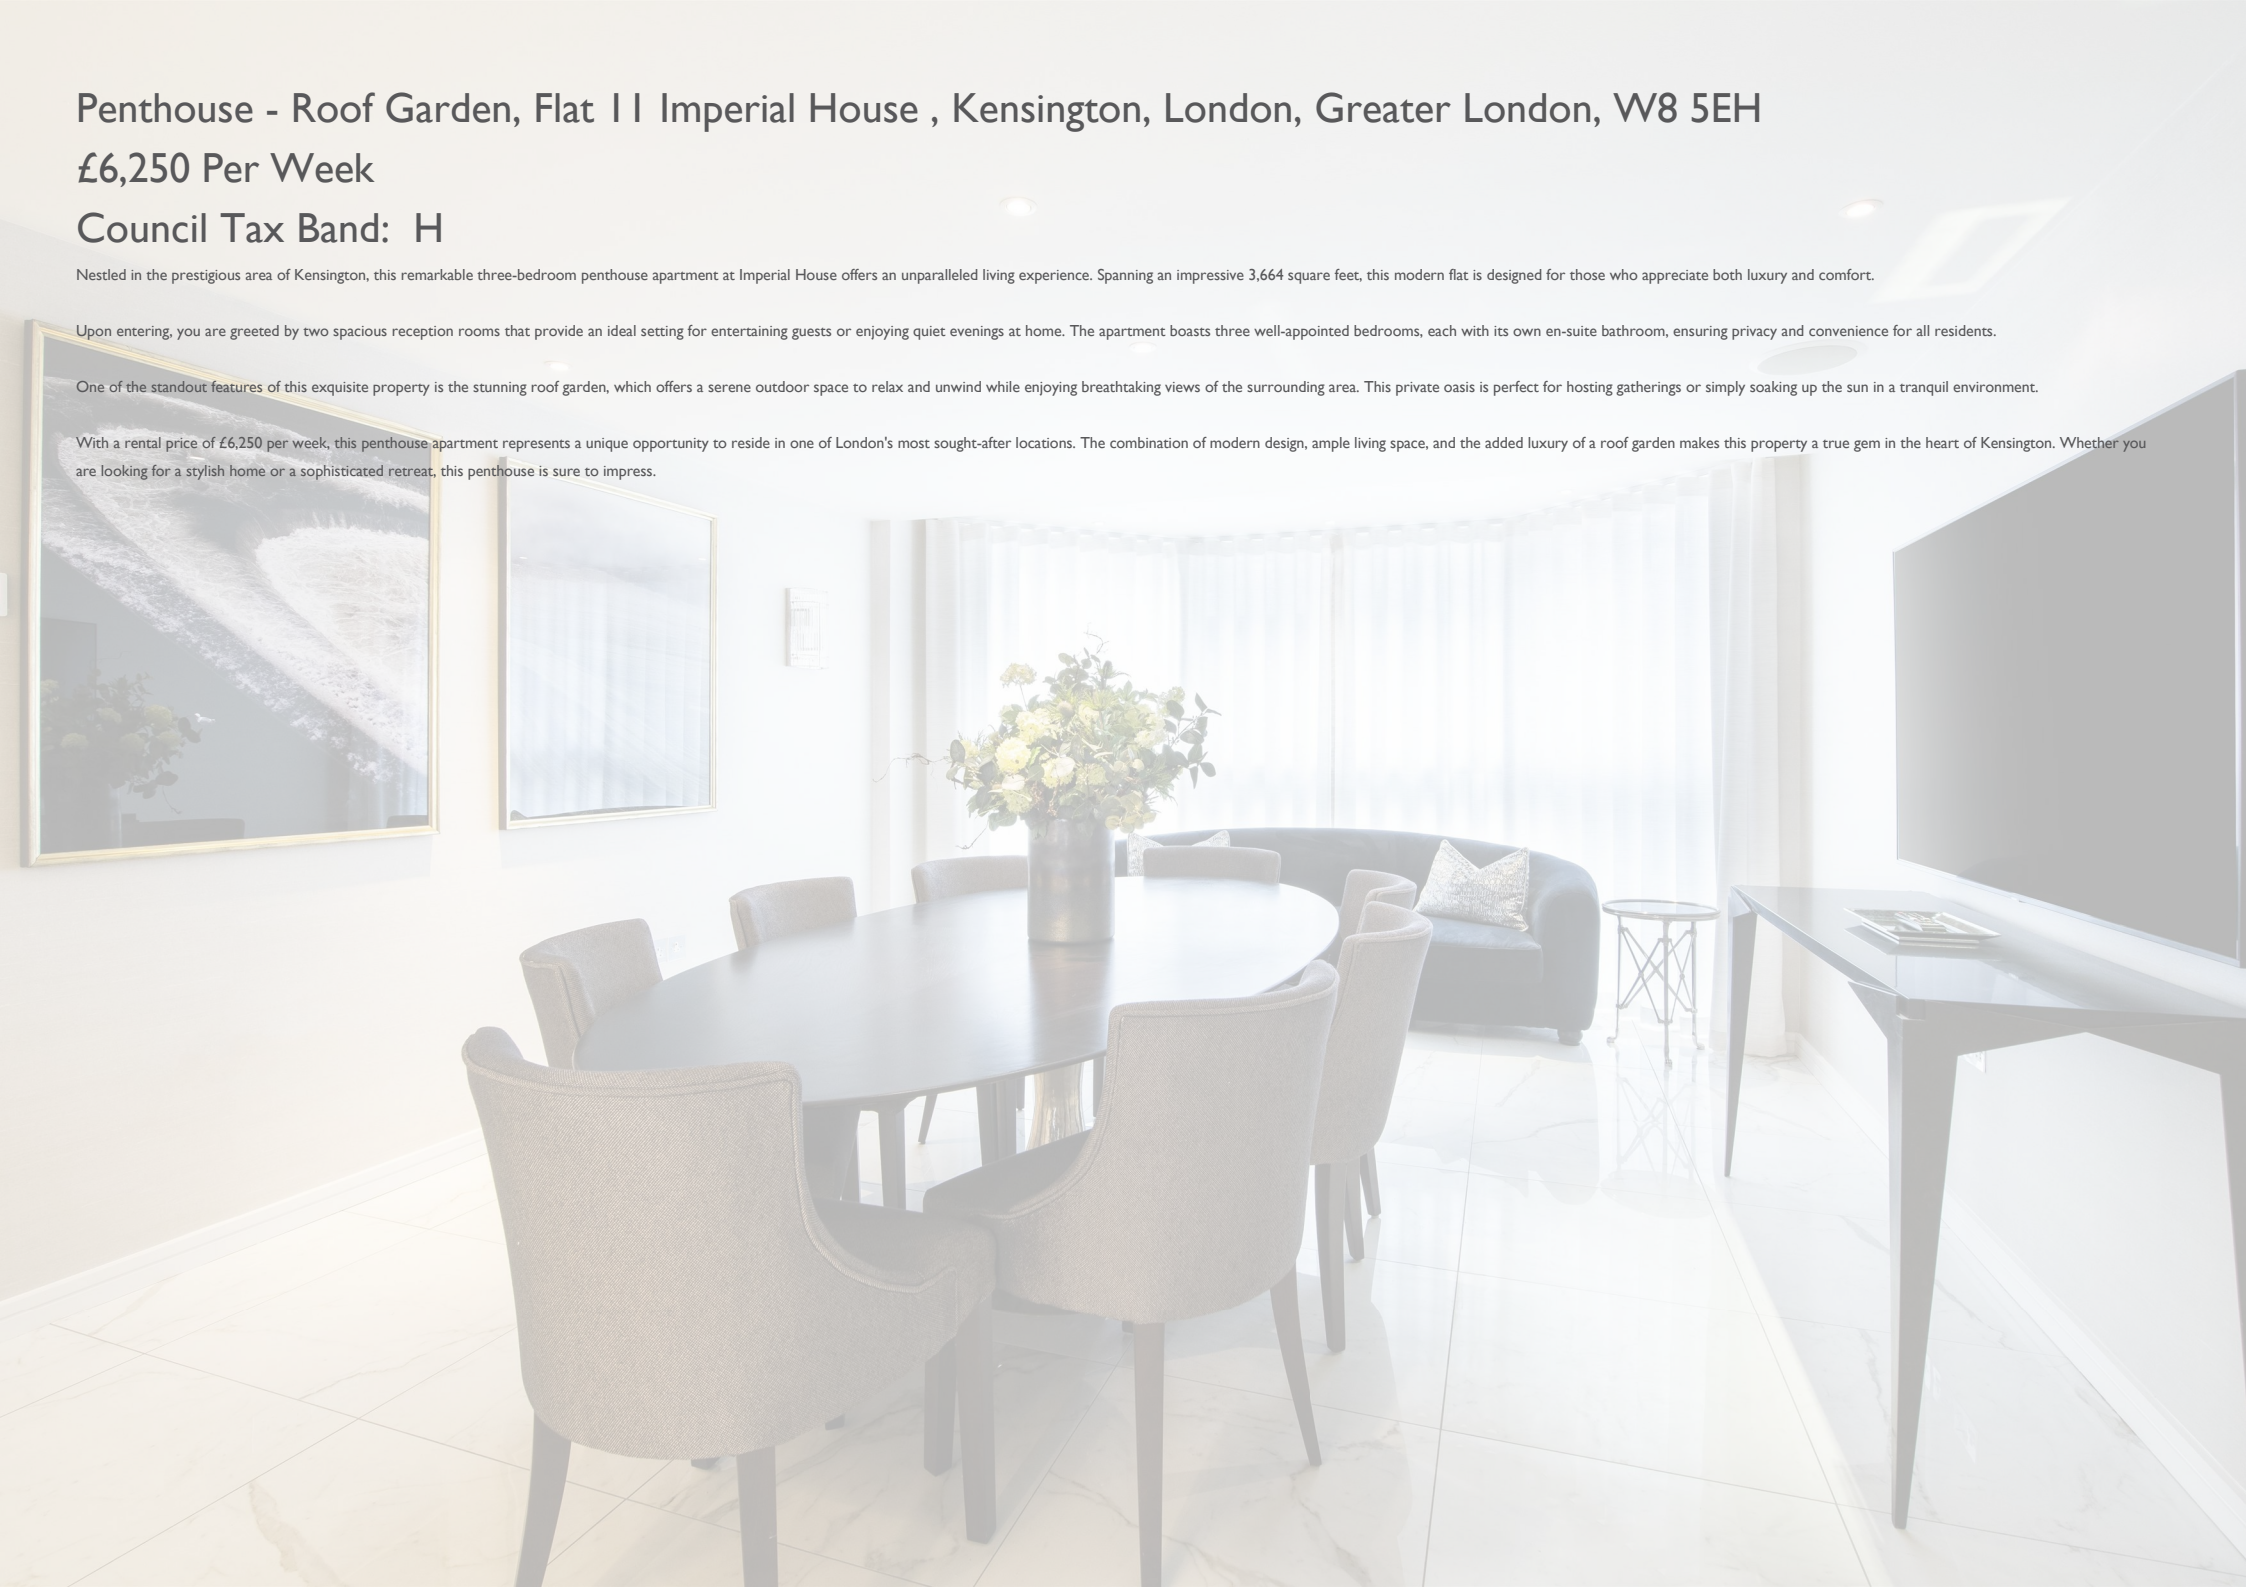 Penthouse - Roof Garden, Flat 11 Imperial House , Kensington, London, Greater London, W8 5EH
£6,250 Per Week
Council Tax Band:  H
Nestled in the prestigious area of Kensington, this remarkable three-bedroom penthouse apartment at Imperial House offers an unparalleled living experience. Spanning an impressive 3,664 square feet, this modern flat is designed for those who appreciate both luxury and comfort.
Upon entering, you are greeted by two spacious reception rooms that provide an ideal setting for entertaining guests or enjoying quiet evenings at home. The apartment boasts three well-appointed bedrooms, each with its own en-suite bathroom, ensuring privacy and convenience for all residents.
One of the standout features of this exquisite property is the stunning roof garden, which offers a serene outdoor space to relax and unwind while enjoying breathtaking views of the surrounding area. This private oasis is perfect for hosting gatherings or simply soaking up the sun in a tranquil environment.
With a rental price of £6,250 per week, this penthouse apartment represents a unique opportunity to reside in one of London's most sought-after locations. The combination of modern design, ample living space, and the added luxury of a roof garden makes this property a true gem in the heart of Kensington. Whether you
are looking for a stylish home or a sophisticated retreat, this penthouse is sure to impress.